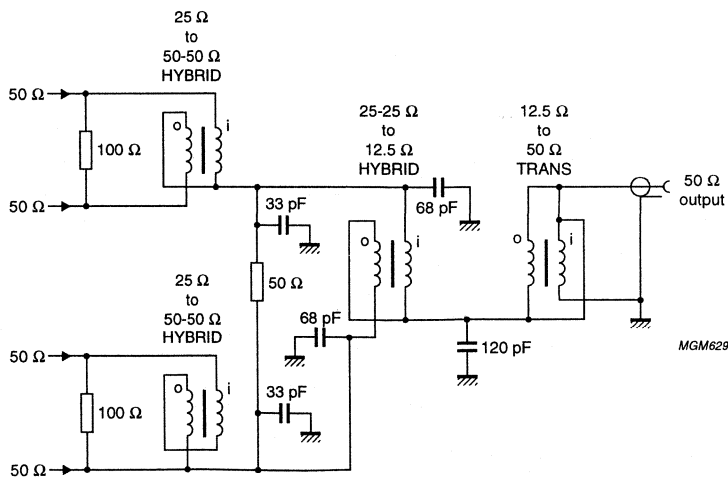 25 Ω
to
50-50 Ω
HYBRID
50 Ω
100 Ω
o
i
50 Ω
25-25 Ω
to
12.5 Ω
HYBRID
12.5 Ω
to
50 Ω
TRANS
33 pF
68 pF
50 Ω
output
50 Ω
o
i
o
i
25 Ω
to
50-50 Ω
HYBRID
68 pF
120 pF
MGM629
50 Ω
100 Ω
o
i
33 pF
50 Ω